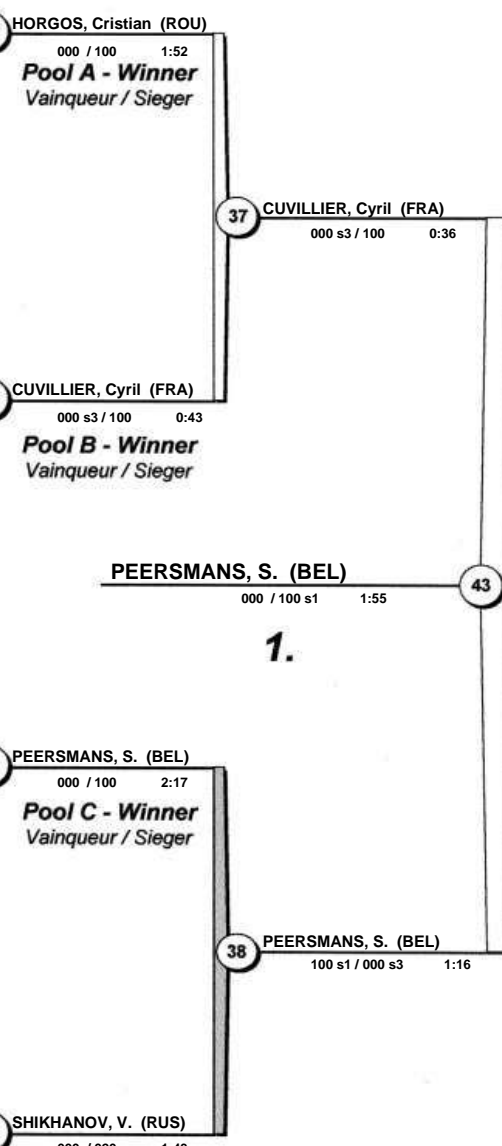 HORGOS, Cristian (ROU)
000 / 100 1:52
Pool A - Winner
Vainqueur / Sieger
37
CUVILLIER, Cyril (FRA)
000 s3 / 100 0:36
CUVILLIER, Cyril (FRA)
000 s3 / 100 0:43
Pool B - Winner
Vainqueur / Sieger
PEERSMANS, S. (BEL)
43
000 / 100 s1 1:55
1.
PEERSMANS, S. (BEL)
000 / 100 2:17
Pool C - Winner
Vainqueur / Sieger
38
PEERSMANS, S. (BEL)
100 s1 / 000 s3 1:16
SHIKHANOV, V. (RUS)